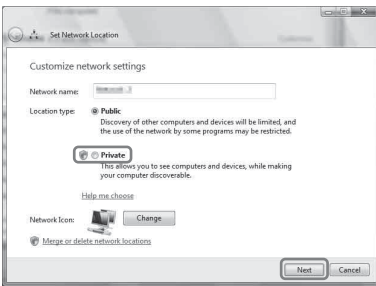 Set Network Location
Customize network settings
Network name:
Location type:
Public
Discovery of other computers and devices will be limited, and
the use of the network by some programs may be restricted.
Private
This allows you to see computers and devices, while making
your computer discoverable.
Help me choose
Network Icon:
Change
Merge or delete network locations
Next
Cancel